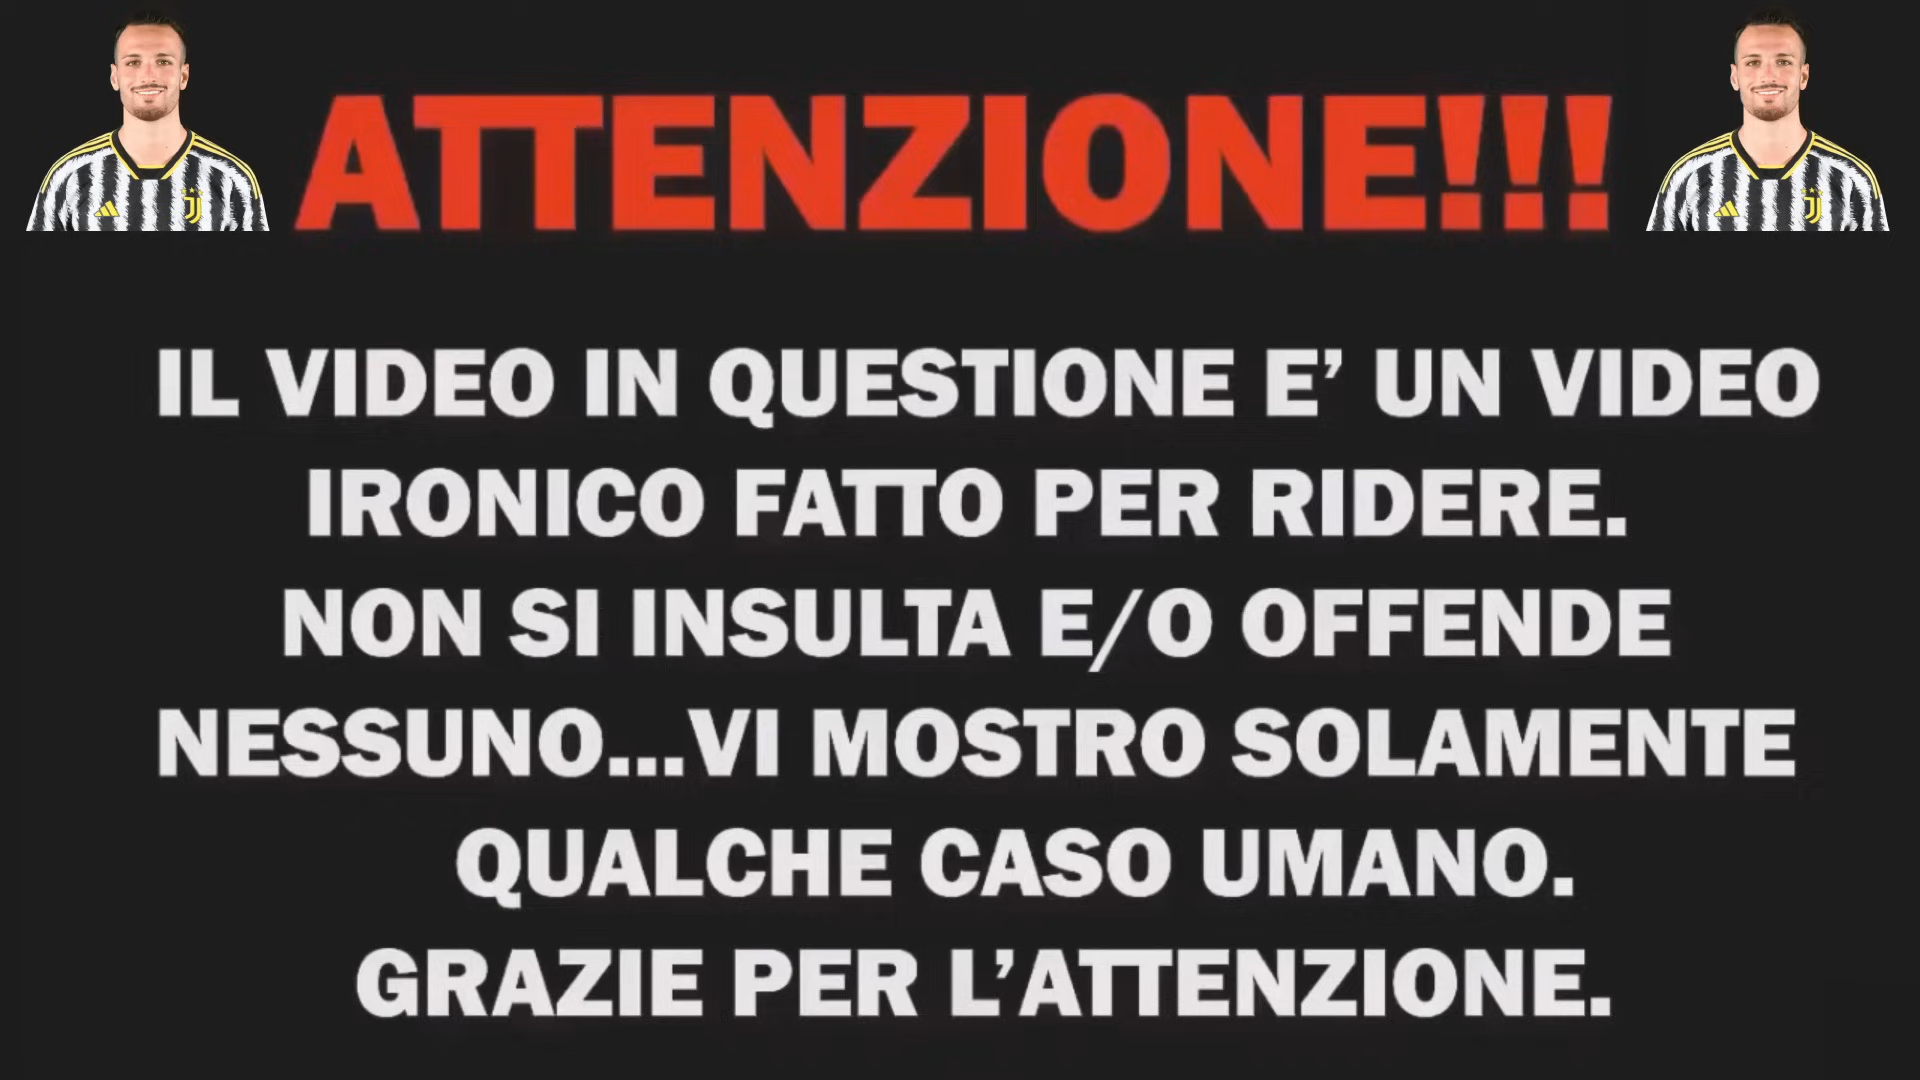 ATTENZIONE!!!
IL VIDEO IN QUESTIONE E’ UN VIDEO
IRONICO FATTO PER RIDERE.
NON SI INSULTA E/O OFFENDE
NESSUNO...VI MOSTRO SOLAMENTE
QUALCHE CASO UMANO.
GRAZIE PER L’ATTENZIONE.